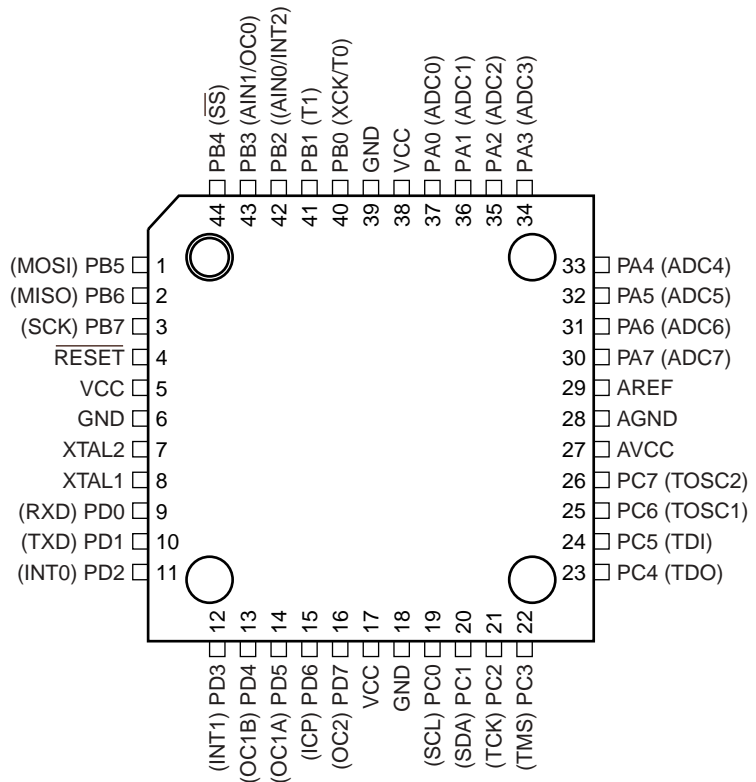 PB4 (SS)
PB3 (AIN1/OC0)
PB2 ((AIN0/INT2)
PB1 (T1)
PB0 (XCK/T0)
GND
VCC
PA0 (ADC0)
PA1 (ADC1)
PA2 (ADC2)
PA3 (ADC3)
44
43
42
41
40
39
38
37
36
35
34
(MOSI) PB5 1
(MISO) PB6 2
(SCK) PB7 3
RESET 4
VCC 5
GND 6
XTAL2 7
XTAL1 8
(RXD) PD0 9
(TXD) PD1 10
(INT0) PD2 11
33 PA4 (ADC4)
32 PA5 (ADC5)
31 PA6 (ADC6)
30 PA7 (ADC7)
29 AREF
28 AGND
27 AVCC
26 PC7 (TOSC2)
25 PC6 (TOSC1)
24 PC5 (TDI)
23 PC4 (TDO)
12
13
14
15
16
17
18
19
20
21
22
(INT1) PD3
(OC1B) PD4
(OC1A) PD5
(ICP) PD6
(OC2) PD7
VCC
GND
(SCL) PC0
(SDA) PC1
(TCK) PC2
(TMS) PC3